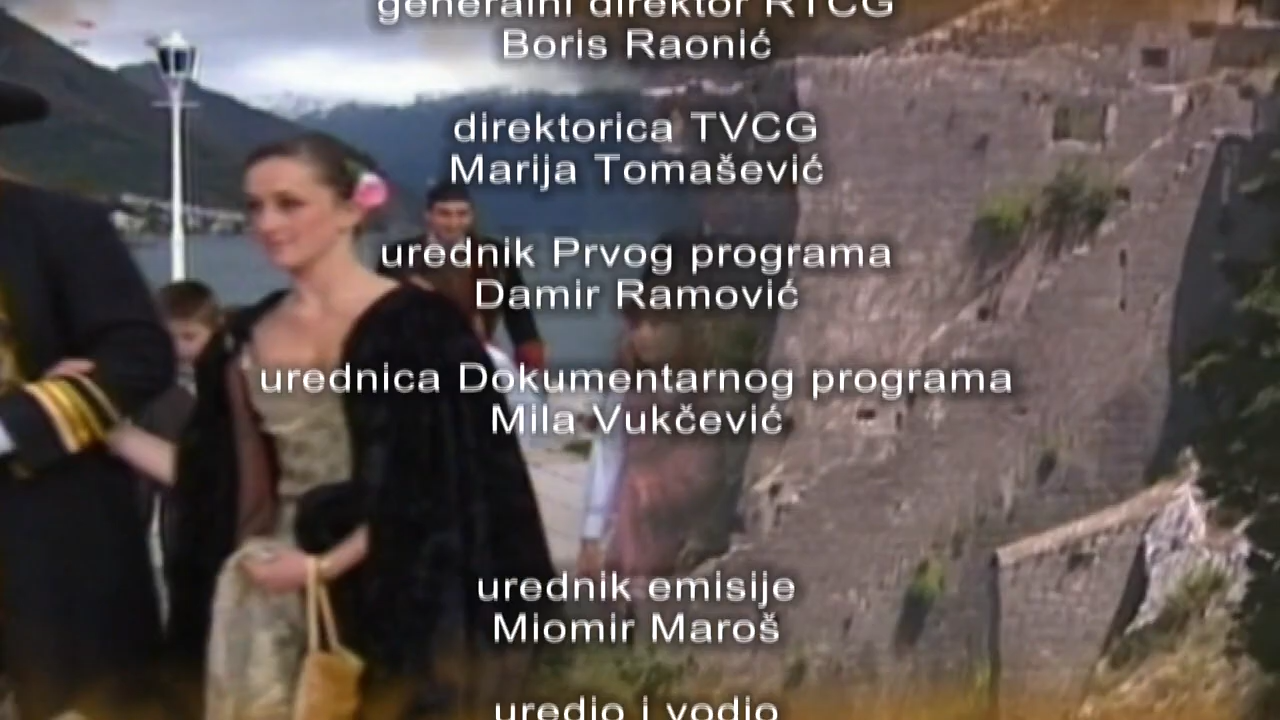 generalni direktor RTCG
Boris Raonić
direktorica TVCG
Marija Tomašević
urednik Prvog programa
Damir Ramović
urednica Dokumentarnog programa
Mila Vukčević
urednik emisije
Miomir Maroš
uredio i vodio